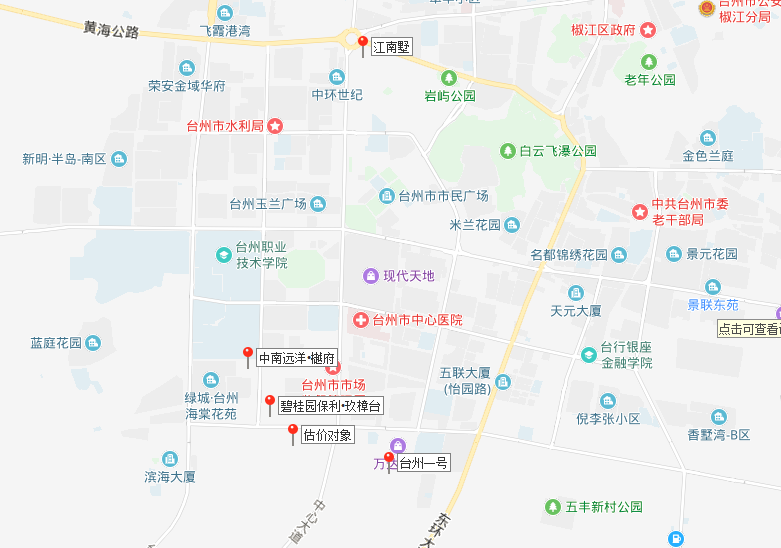 台州市公安
椒江分局
飞霞港湾
黄海公路
椒江区政府
江南墅
老年公园
荣安金域华府
中环世纪
岩屿公园
台州市水利局
新明·半岛-南区
白云飞瀑公园
金色兰庭
台州玉兰广场
台州市市民广场
中共台州市委
老干部局
米兰花园
台州职业
技术学院
名都锦绣花园
景元花园
现代天地
景联东苑
天元大厦
台州市中心医院
点击可查看
蓝庭花园
中南远洋·樾府
台行银座
金融学院
台州市市场
五联大厦
(怡园路)
绿城·台州
海棠花苑
碧桂园保利·玖樟台
倪李张小区
估价对象
香墅湾-B区
万达
台州一号
滨海大厦
中心大道
东环大
五丰新村公园